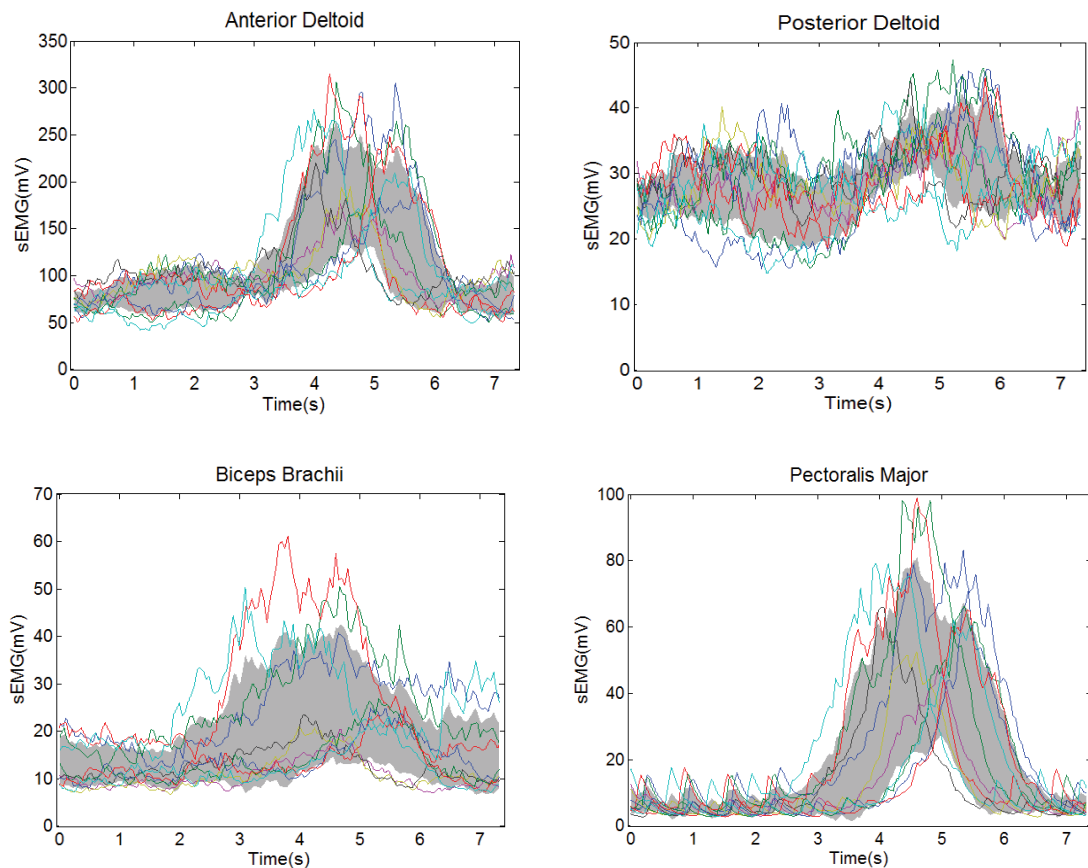 Anterior Deltoid
350
300
250
200
150
100
50
0
sEMG(mV)
0 1 2 3 4 5 6 7
Time(s)
Posterior Deltoid
50
40
30
20
10
0
sEMG(mV)
0 1 2 3 4 5 6 7
Time(s)
Biceps Brachii
70
60
50
40
30
20
10
0
sEMG(mV)
0 1 2 3 4 5 6 7
Time(s)
Pectoralis Major
100
80
60
40
20
0
sEMG(mV)
0 1 2 3 4 5 6 7
Time(s)